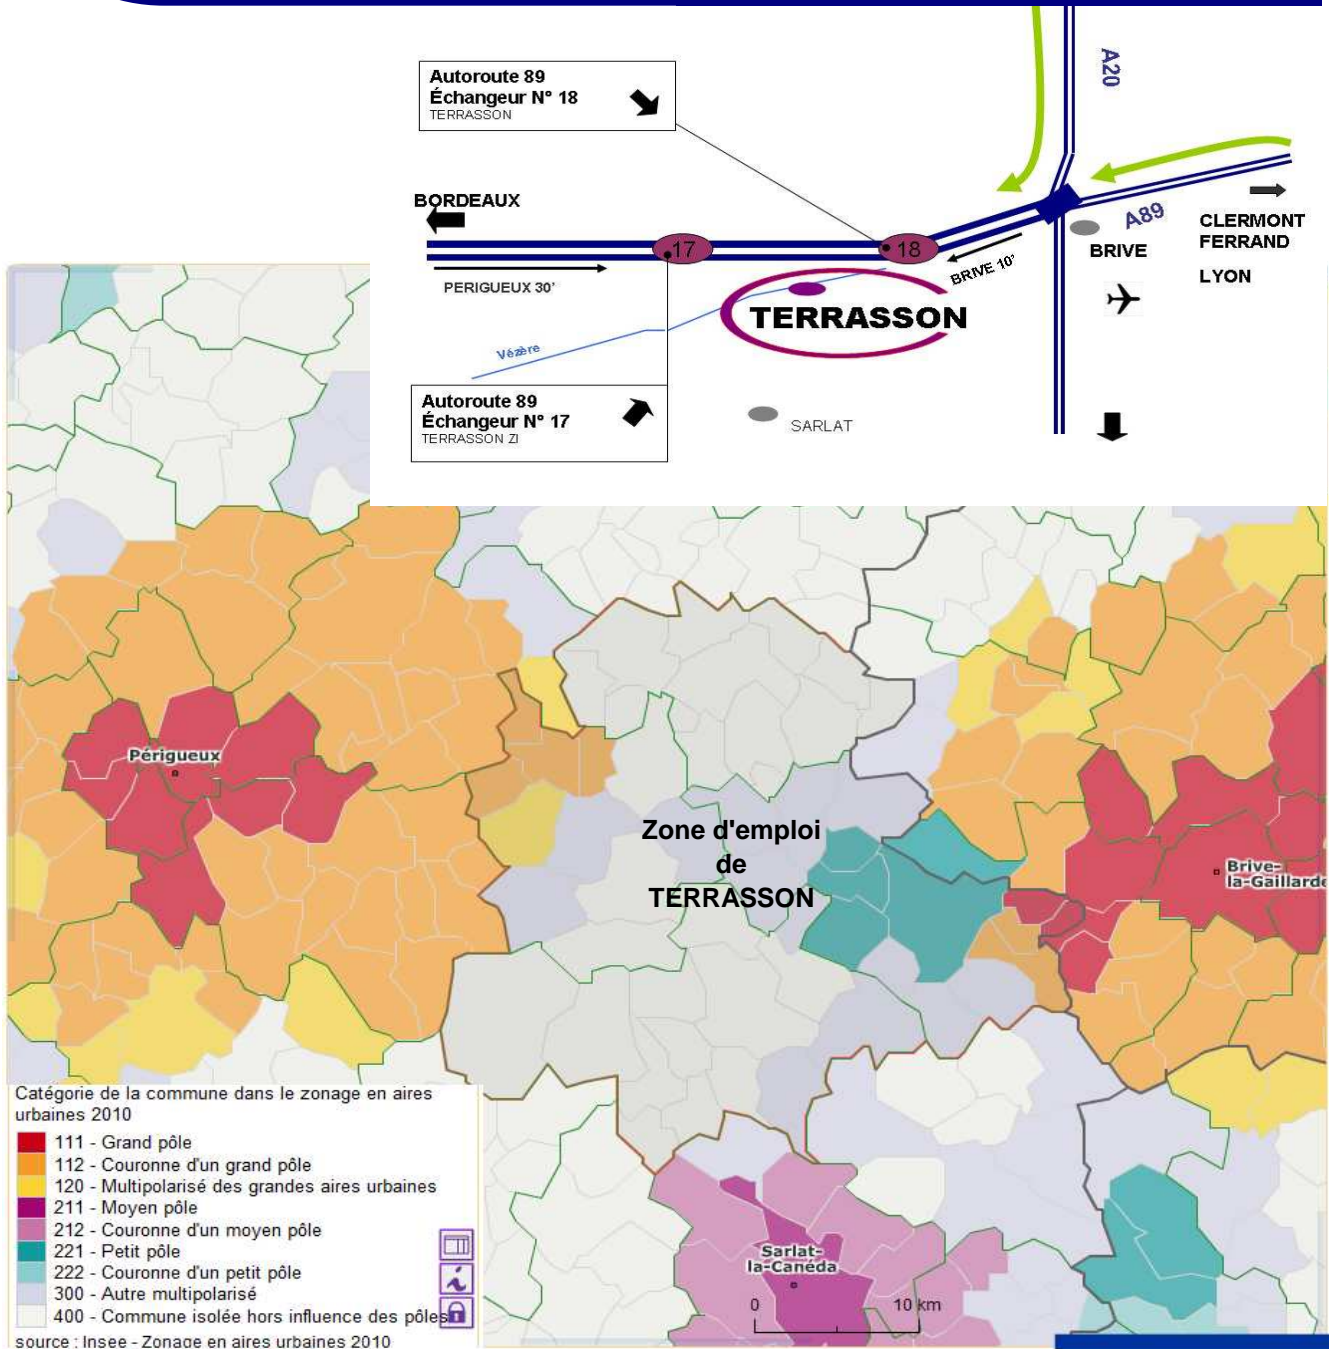 A20
Autoroute 89
Échangeur N° 18
TERRASSON
BORDEAUX
A89
CLERMONT
FERRAND
LYON
17
18
BRIVE
BRIVE 10'
PERIGUEUX 30'
TERRASSON
Vézère
Autoroute 89
Échangeur N° 17
TERRASSON ZI
SARLAT
Périgueux
Zone d'emploi
de
TERRASSON
Brive-
la-Gaillarde
Catégorie de la commune dans le zonage en aires
urbaines 2010
111 - Grand pôle
112 - Couronne d'un grand pôle
120 - Multipolarisé des grandes aires urbaines
211 - Moyen pôle
212 - Couronne d'un moyen pôle
221 - Petit pôle
222 - Couronne d'un petit pôle
300 - Autre multipolarisé
400 - Commune isolée hors influence des pôles
source : Insee - Zonage en aires urbaines 2010
Sarlat-
la-Canéda
0 10 km